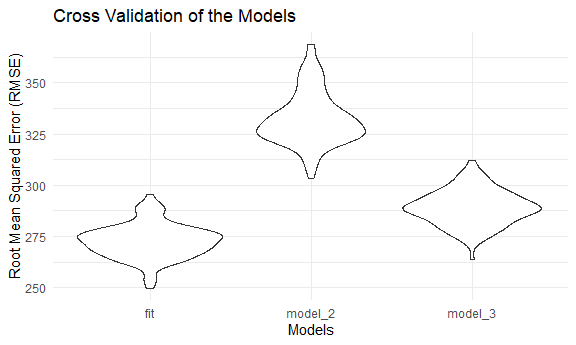 Cross Validation of the Models
Root Mean Squared Error (RMSE)
350
325
300
275
250
fit
model_2
model_3
Models